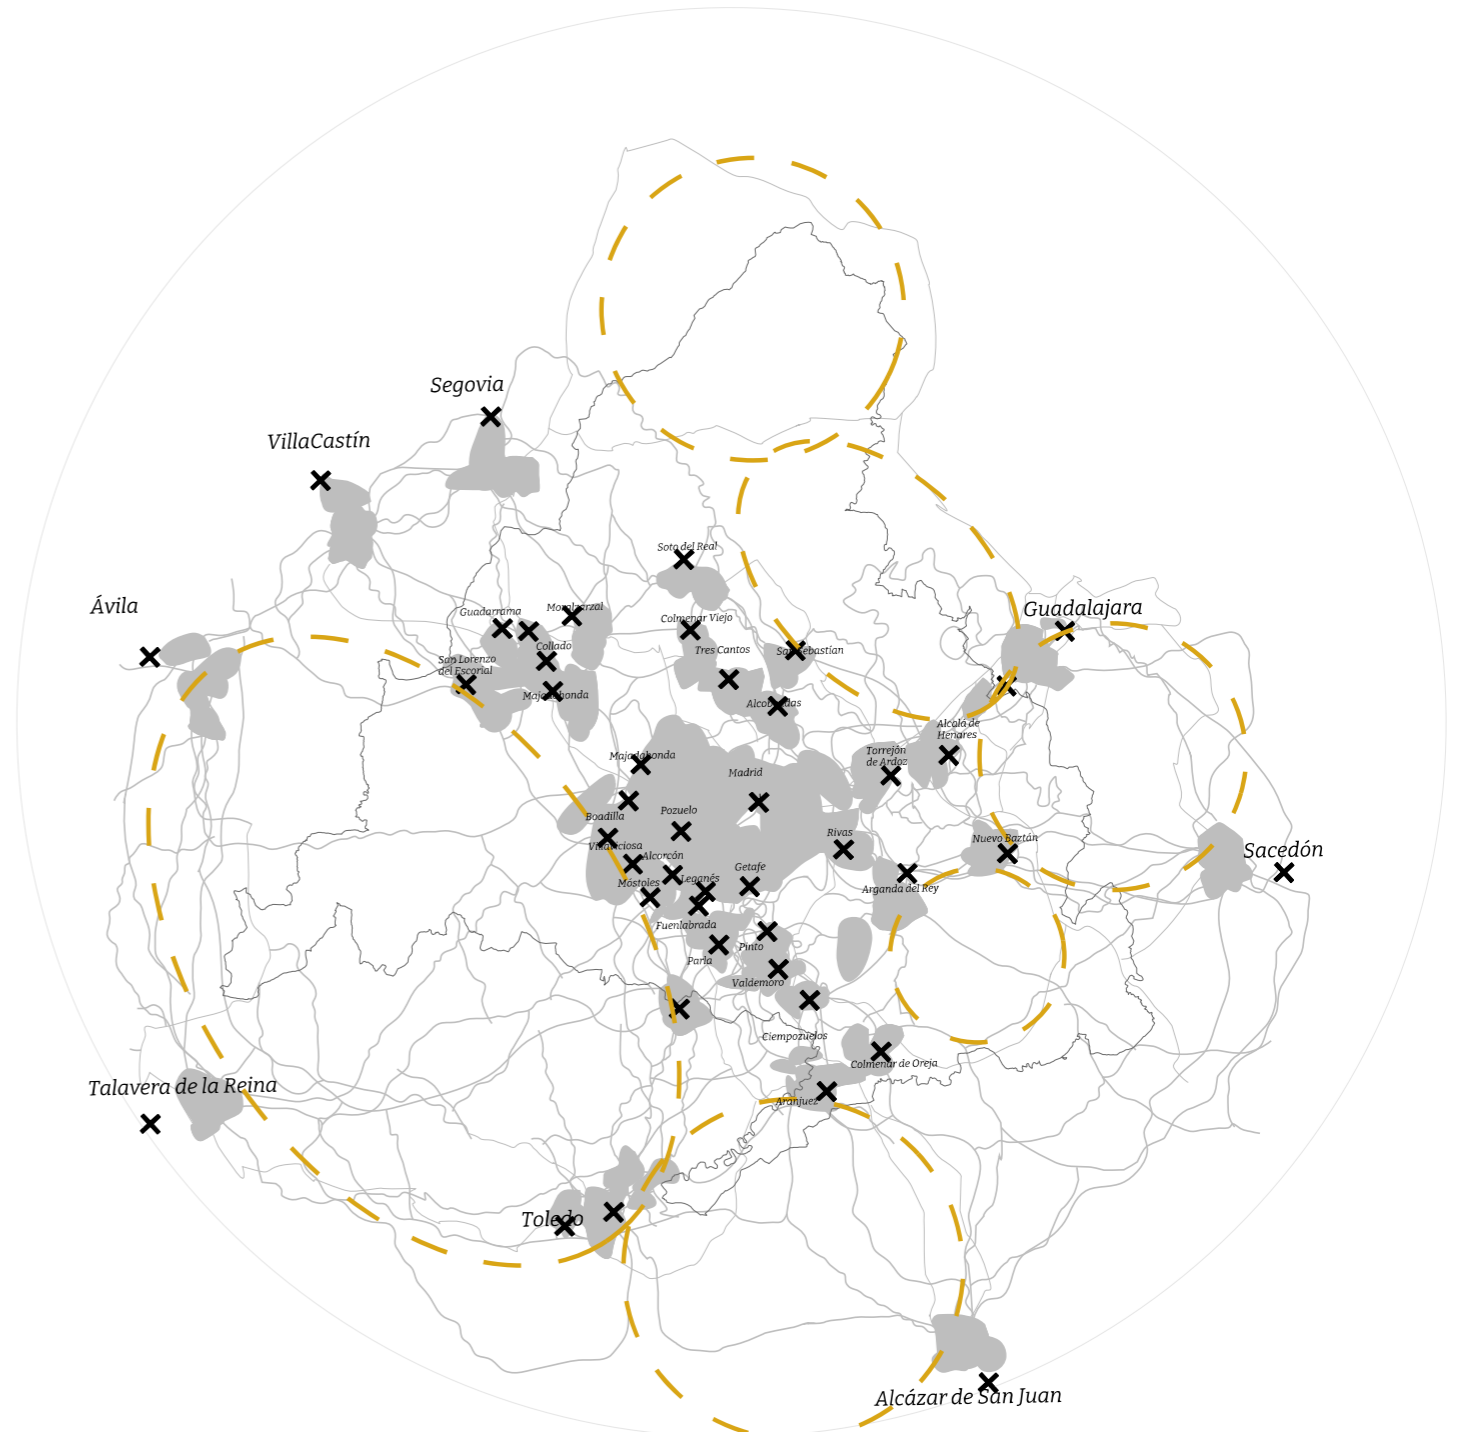 Segovia
VillaCastín
Soto del Real
Ávila
Guadarrama
Moralzarzal
Guadalajara
Colmenar Viejo
Collado
Tres Cantos
San Sebastián
San Lorenzo
del Escorial
Majadahonda
Alcobendas
Alcalá de
Henares
Majadahonda
Torrejón
de Ardoz
Madrid
Boadilla
Pozuelo
Rivas
Nuevo Baztán
Villaviciosa
Alcorcón
Sacedón
Getafe
Móstoles
Leganés
Arganda del Rey
Fuenlabrada
Pinto
Parla
Valdemoro
Ciempozuelos
Colmenar de Oreja
Talavera de la Reina
Aranjuez
Toledo
Alcázar de San Juan